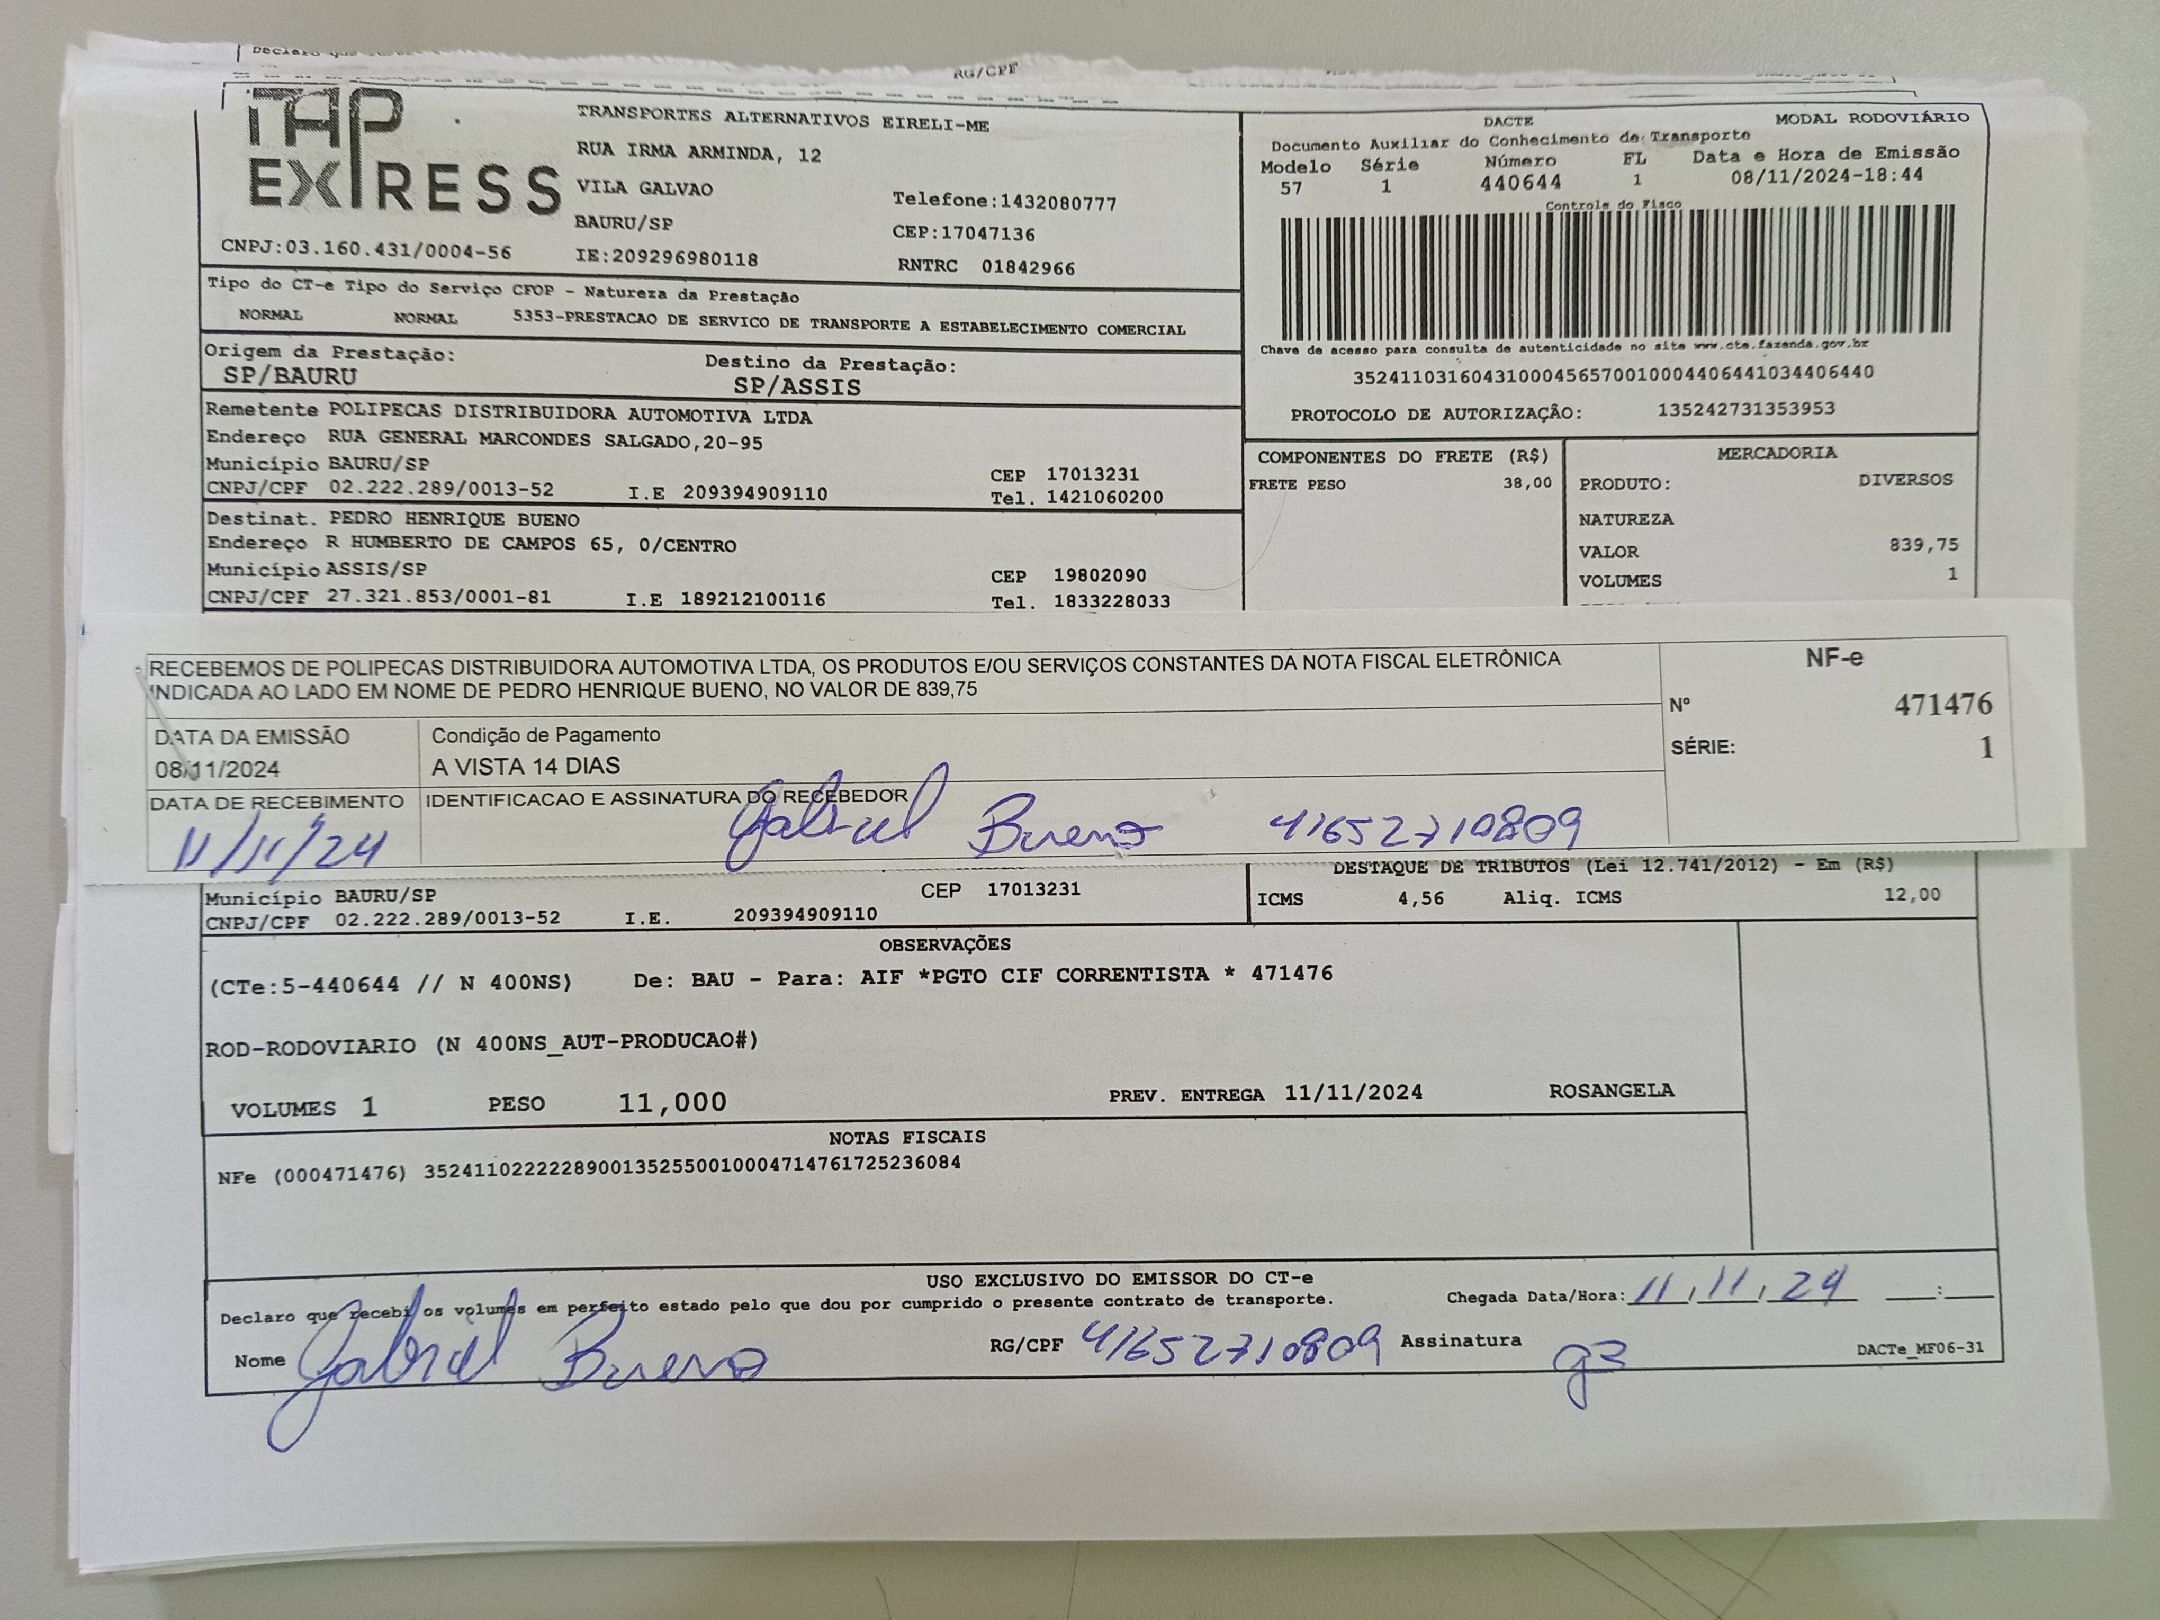 RG/CPF
TAP
EXPRESS
TRANSPORTES ALTERNATIVOS EIRELI-ME
RUA IRMA ARMINDA, 12
VILA GALVAO
Telefone:1432080777
BAURU/SP
CEP:17047136
CNPJ:03.160.431/0004-56
IE:209296980118
RNTRC 01842966
DACTE
MODAL RODOVIÁRIO
Documento Auxiliar do Conhecimento de Transporto
Modelo Série Número FL Data e Hora de Emissão
57 1 440644 1 08/11/2024-18:44
Controle do Fisco
Chave de acesso para consulta de autenticidade no site www.cte.fazenda.gov.br
35241103160431000456570010004406441034406440
PROTOCOLO DE AUTORIZAÇÃO: 135242731353953
Tipo do CT-e Tipo do Serviço CFOP - Natureza da Prestação
NORMAL NORMAL 5353-PRESTACAO DE SERVICO DE TRANSPORTE A ESTABELECIMENTO COMERCIAL
Origem da Prestação: Destino da Prestação:
SP/BAURU SP/ASSIS
Remetente POLIPECAS DISTRIBUIDORA AUTOMOTIVA LTDA
Endereço RUA GENERAL MARCONDES SALGADO,20-95
Município BAURU/SP CEP 17013231
CNPJ/CPF 02.222.289/0013-52 I.E 209394909110 Tel. 1421060200
Destinat. PEDRO HENRIQUE BUENO
Endereço R HUMBERTO DE CAMPOS 65, 0/CENTRO
Município ASSIS/SP CEP 19802090
CNPJ/CPF 27.321.853/0001-81 I.E 189212100116 Tel. 1833228033
COMPONENTES DO FRETE (R$)
FRETE PESO 38,00
MERCADORIA
PRODUTO: DIVERSOS
NATUREZA
VALOR 839,75
VOLUMES 1
RECEBEMOS DE POLIPECAS DISTRIBUIDORA AUTOMOTIVA LTDA, OS PRODUTOS E/OU SERVIÇOS CONSTANTES DA NOTA FISCAL ELETRÔNICA
INDICADA AO LADO EM NOME DE PEDRO HENRIQUE BUENO, NO VALOR DE 839,75
NF-e
Nº 471476
SÉRIE: 1
DATA DA EMISSÃO Condição de Pagamento
08/11/2024 A VISTA 14 DIAS
DATA DE RECEBIMENTO IDENTIFICACAO E ASSINATURA DO RECEBEDOR
11/11/24 Gabriel Bueno 41652710809
DESTAQUE DE TRIBUTOS (Lei 12.741/2012) - Em (R$)
ICMS 4,56 Aliq. ICMS 12,00
Município BAURU/SP CEP 17013231
CNPJ/CPF 02.222.289/0013-52 I.E. 209394909110
OBSERVAÇÕES
(CTe:5-440644 // N 400NS) De: BAU - Para: AIF *PGTO CIF CORRENTISTA * 471476
ROD-RODOVIARIO (N 400NS_AUT-PRODUCAO#)
VOLUMES 1 PESO 11,000 PREV. ENTREGA 11/11/2024 ROSANGELA
NOTAS FISCAIS
NFe (000471476) 35241102222289001352550010004714761725236084
USO EXCLUSIVO DO EMISSOR DO CT-e
Declaro que recebi os volumes em perfeito estado pelo que dou por cumprido o presente contrato de transporte. Chegada Data/Hora: 11,11,24 __:__
Nome Gabriel Bueno RG/CPF 41652710809 Assinatura gB DACTe_MF06-31